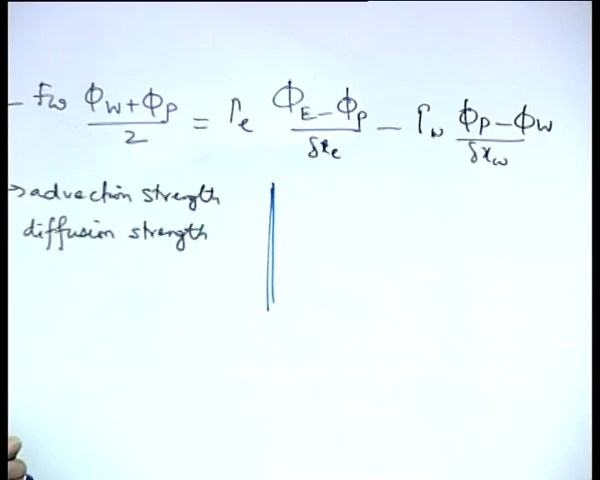 - Fw (ΦW+ΦP)/2 = Γe (ΦE-ΦP)/δxe - Γw (ΦP-ΦW)/δxw
→ advection strength
diffusion strength